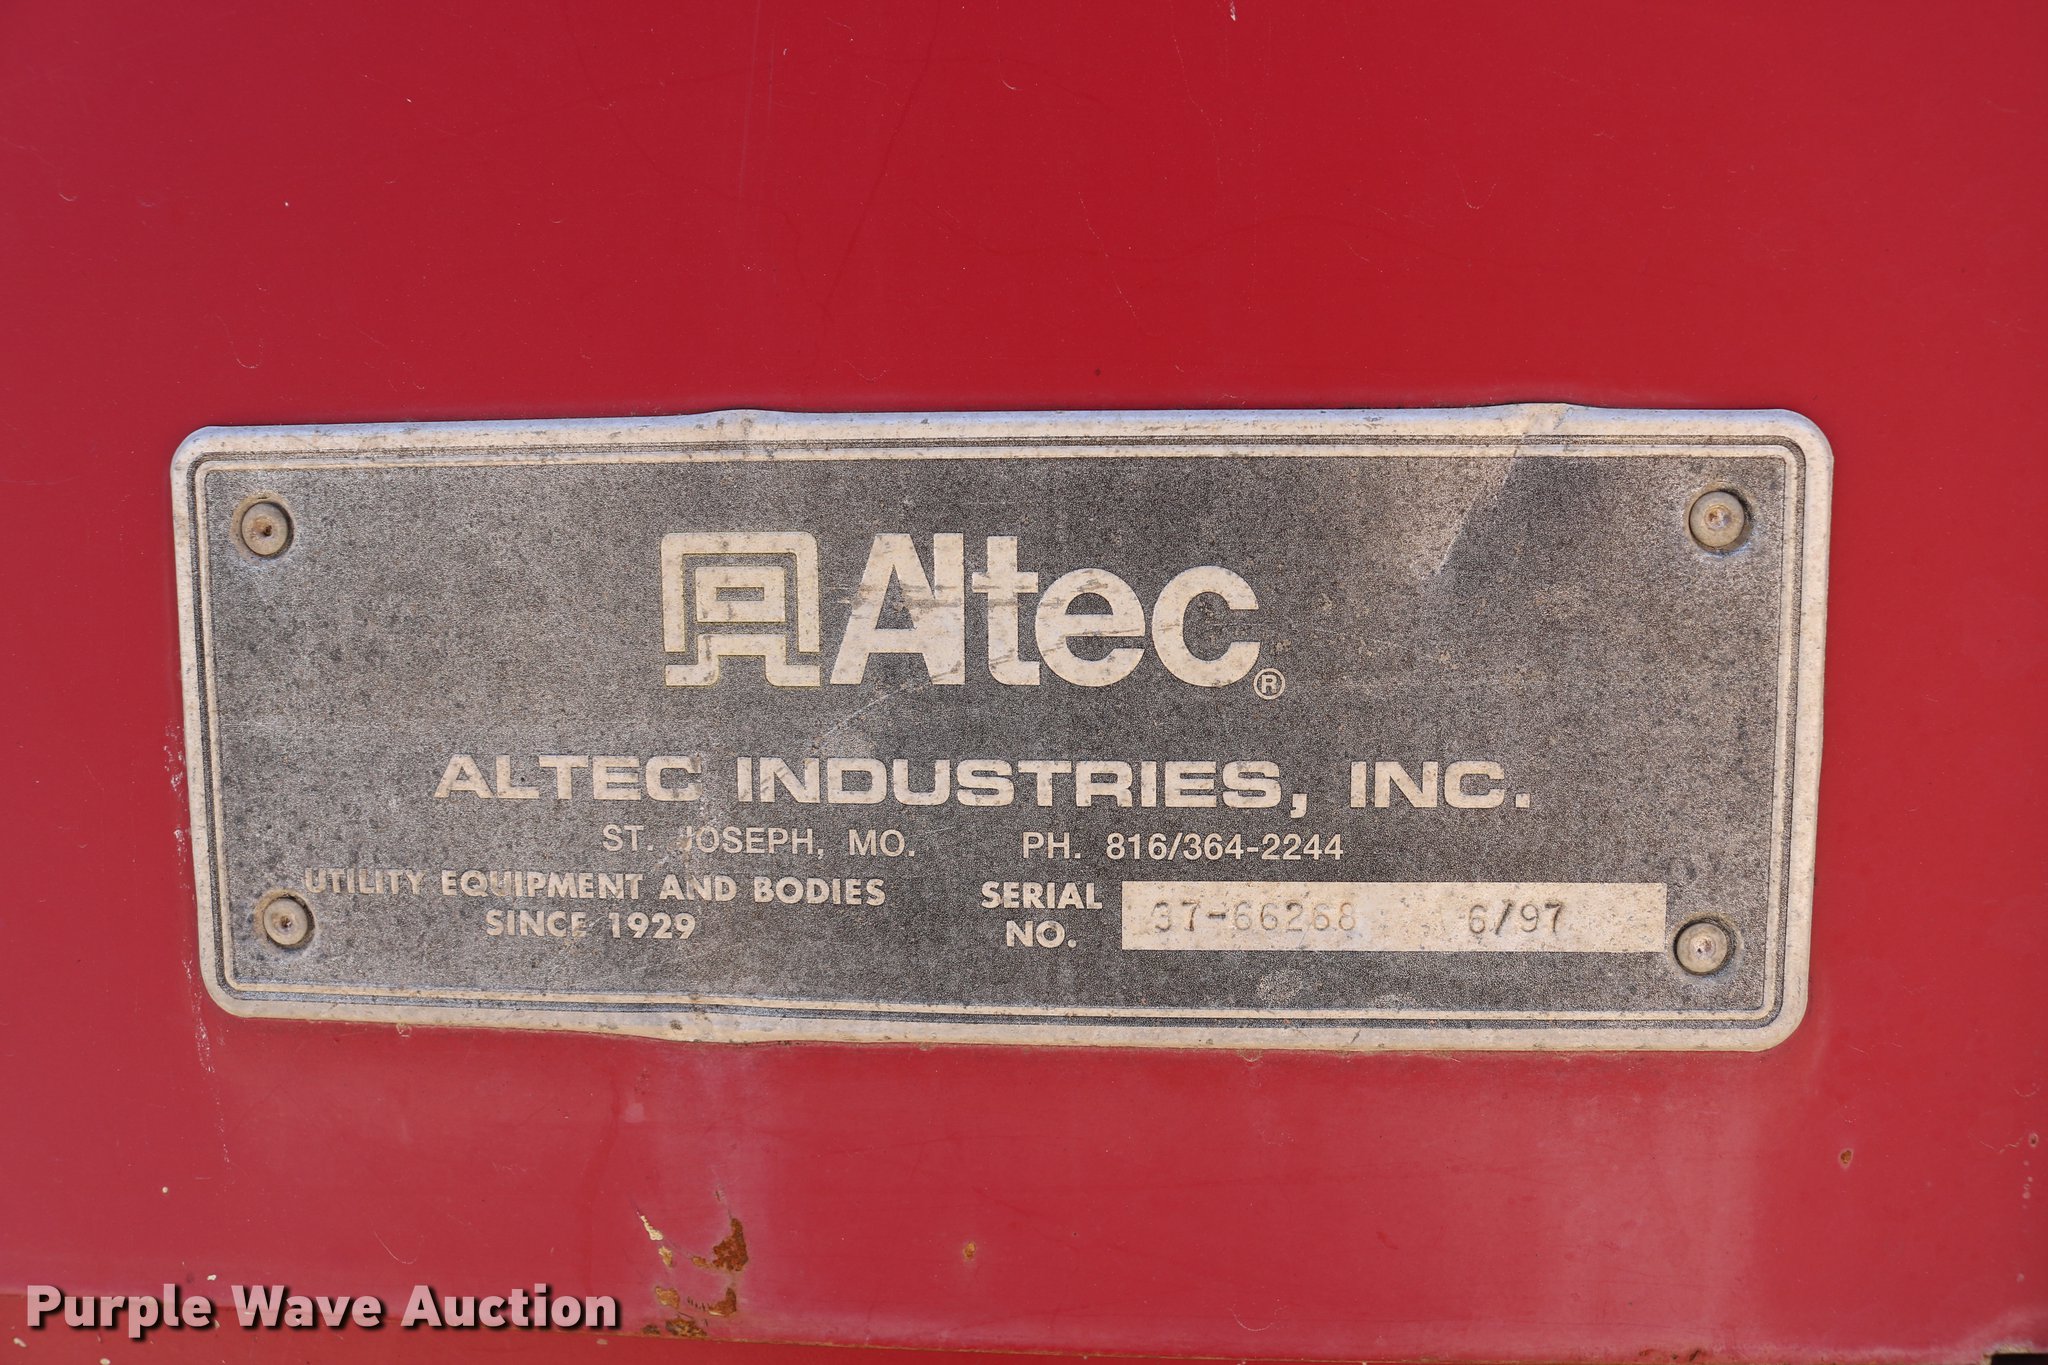 Altec®
ALTEC INDUSTRIES, INC.
ST. JOSEPH, MO. PH. 816/364-2244
UTILITY EQUIPMENT AND BODIES
SINCE 1929
SERIAL
NO.
37-66268 6/97
Purple Wave Auction